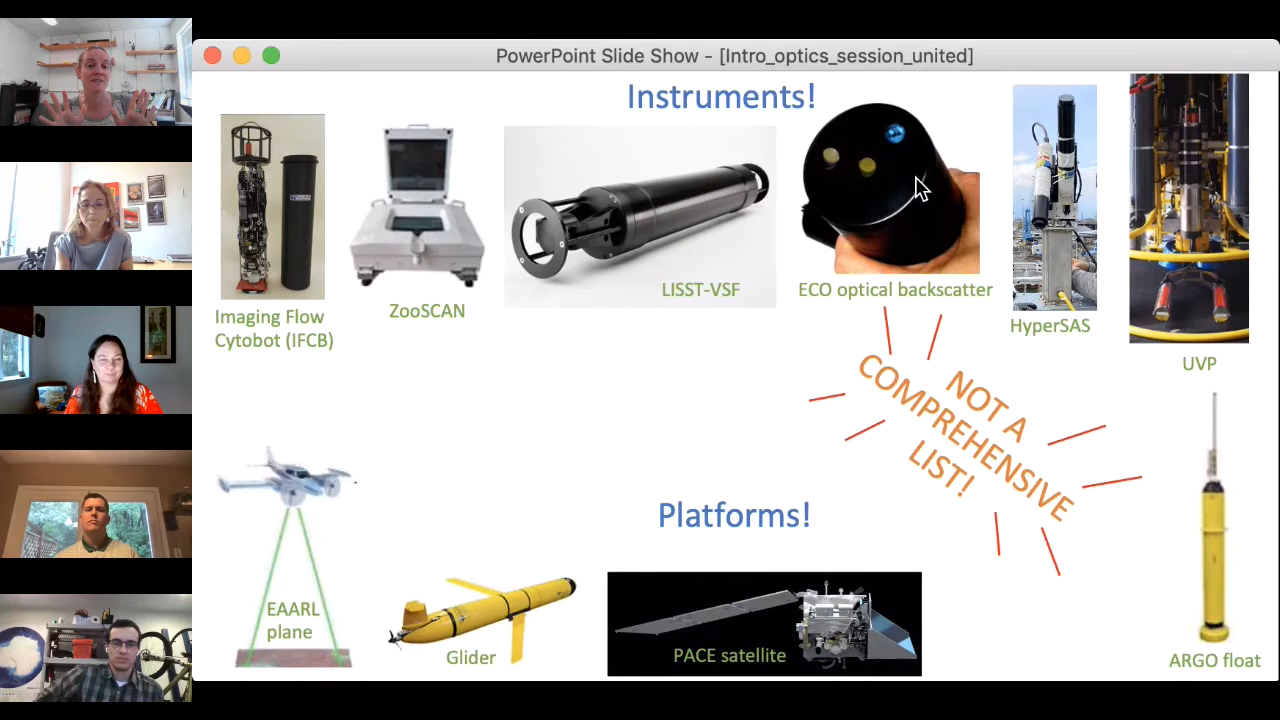 PowerPoint Slide Show - [Intro_optics_session_united]
Instruments!
Imaging Flow
Cytobot (IFCB)
ZooSCAN
LISST-VSF
ECO optical backscatter
HyperSAS
UVP
NOT A
COMPREHENSIVE
LIST!
Platforms!
EAARL
plane
Glider
PACE satellite
ARGO float